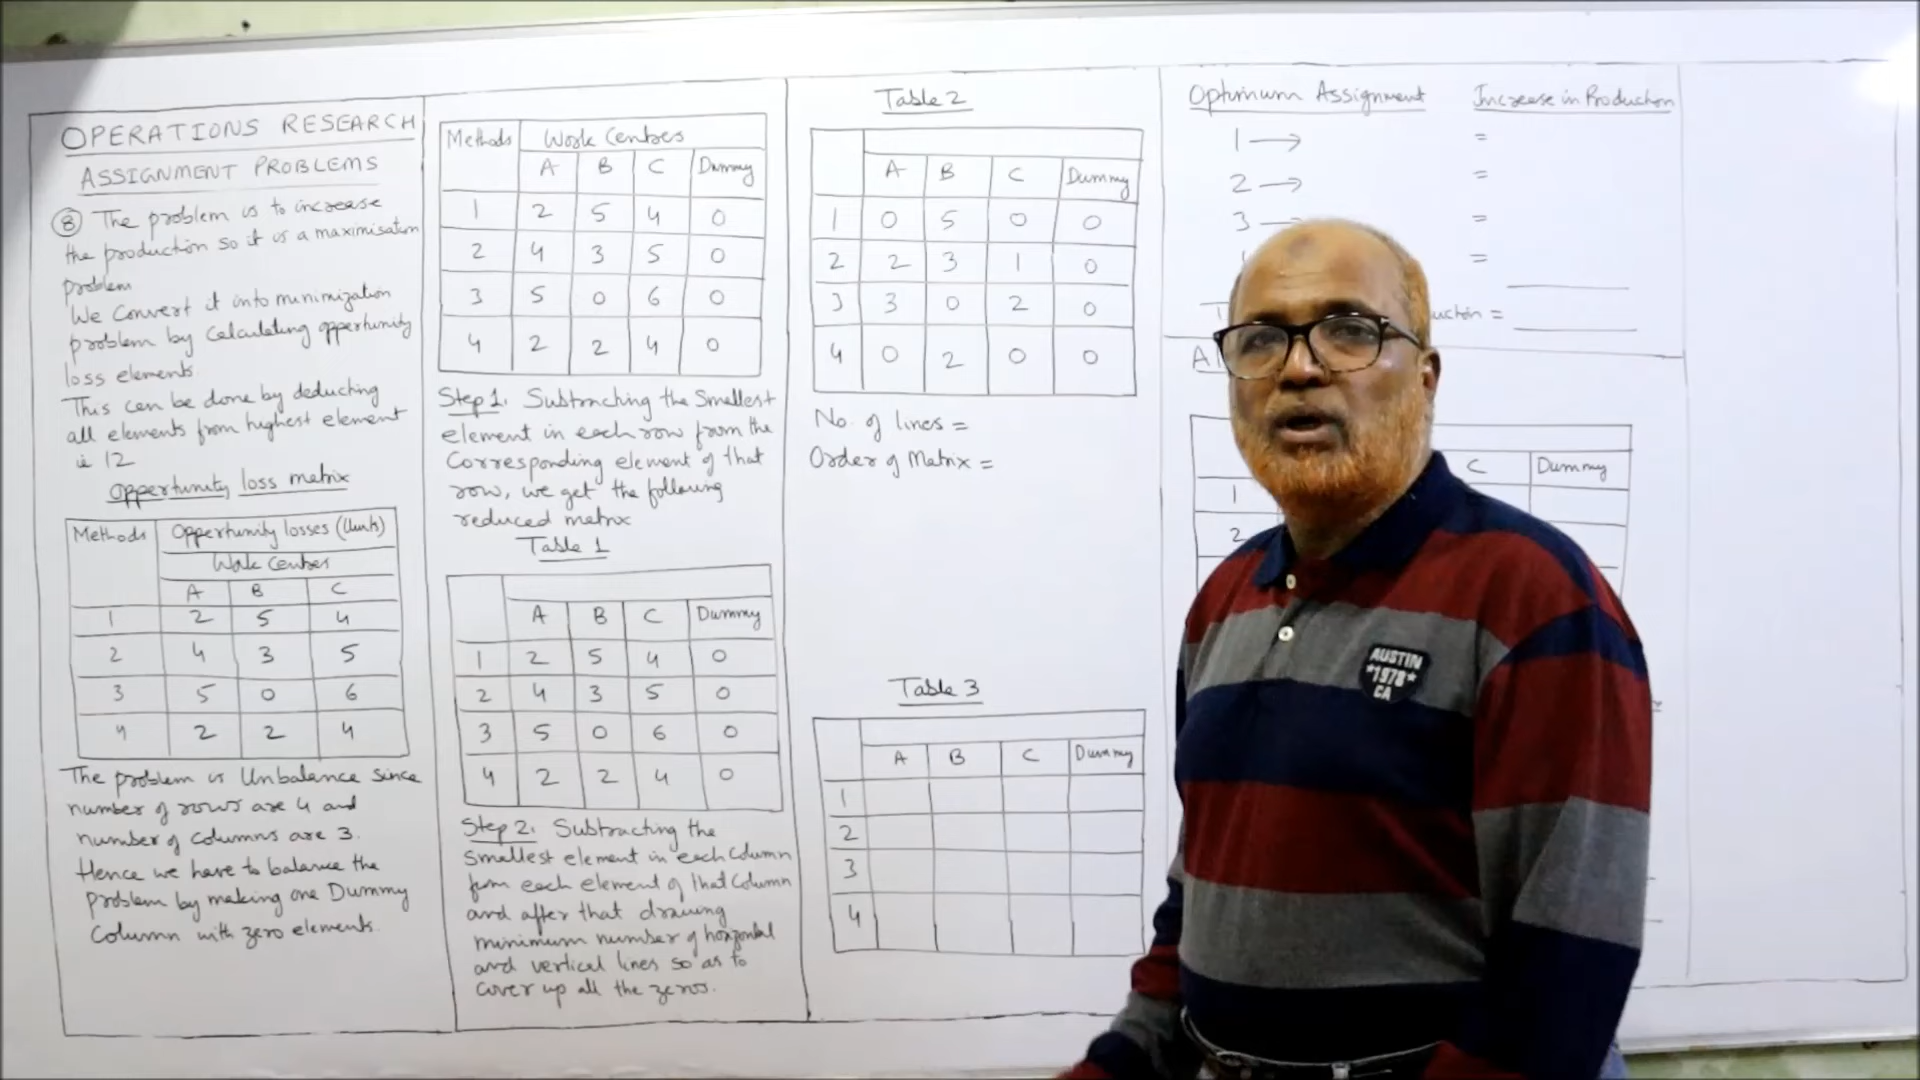 OPERATIONS RESEARCH
ASSIGNMENT PROBLEMS
⑧ The problem is to increase
the production so it is a maximisation
problem
We Convert it into minimization
problem by Calculating oppertunity
loss elements
This can be done by deducting
all elements from highest element
ie 12
Oppertunity loss matrix
Methods Oppertunity losses (Units)
Work Centres
A B C
1 2 5 4
2 4 3 5
3 5 0 6
4 2 2 4
The problem is Unbalance since
number of rows are 4 and
number of Columns are 3.
Hence we have to balance the
problem by making one Dummy
Column with zero elements.
Methods Work Centres
A B C Dummy
1 2 5 4 0
2 4 3 5 0
3 5 0 6 0
4 2 2 4 0
Step 1. Subtracting the Smallest
element in each row from the
Corresponding element of that
row, we get the following
reduced matrix
Table 1
A B C Dummy
1 2 5 4 0
2 4 3 5 0
3 5 0 6 0
4 2 2 4 0
Step 2. Subtracting the
Smallest element in each Column
from each element of that Column
and after that drawing
minimum number of horizontal
and vertical lines so as to
Cover up all the zeros.
Table 2
A B C Dummy
1 0 5 0 0
2 2 3 1 0
3 3 0 2 0
4 0 2 0 0
No. of lines =
Order of Matrix =
Table 3
A B C Dummy
1
2
3
4
Optimum Assignment Increase in Production
1 → =
2 → =
3 =
=
=
C Dummy
1
2
AUSTIN
*1978*
CA